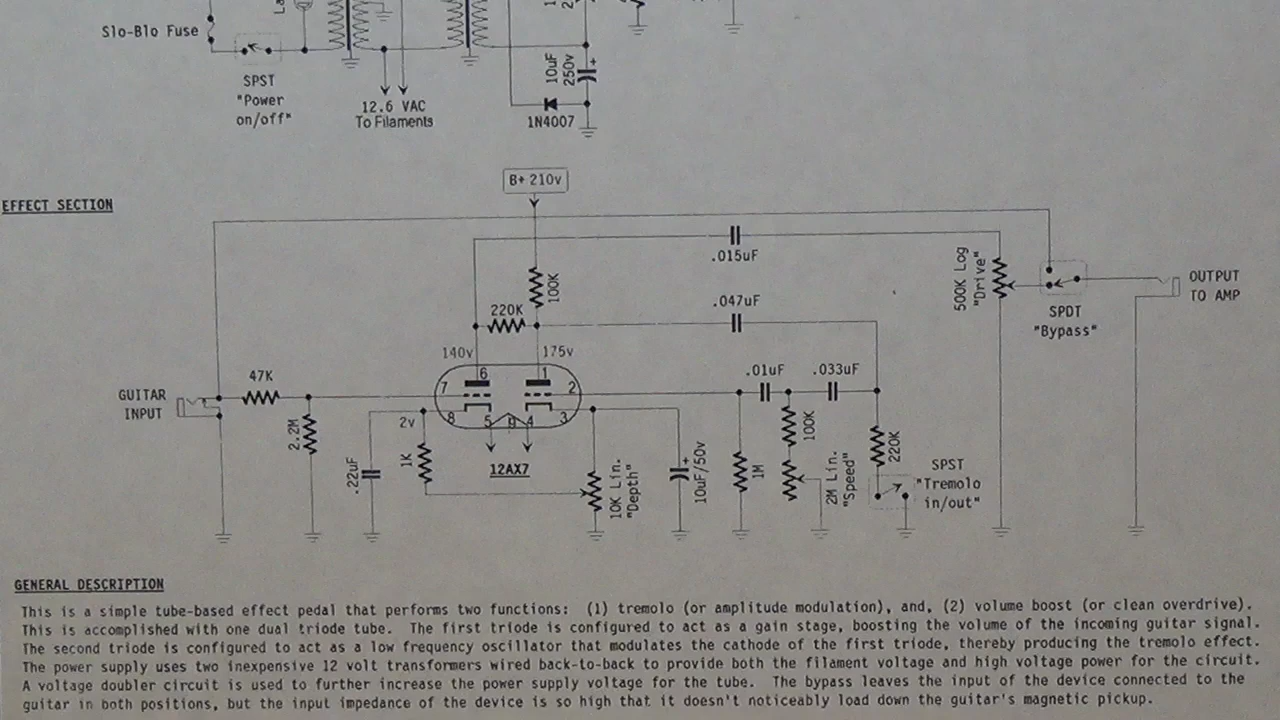 Slo-Blo Fuse
SPST
"Power
on/off"
12.6 VAC
To Filaments
10uF
250v
+
1N4007
B+ 210v
EFFECT SECTION
.015uF
500K Log
"Drive"
OUTPUT
TO AMP
SPDT
"Bypass"
100K
220K
.047uF
140v
175v
47K
.01uF
.033uF
GUITAR
INPUT
6
1
7
2
8
5
9
4
3
2v
2.2M
.22uF
1K
12AX7
10K Lin.
"Depth"
10uF/50v
+
1M
100K
2M Lin.
"Speed"
220K
SPST
"Tremolo
in/out"
GENERAL DESCRIPTION
This is a simple tube-based effect pedal that performs two functions: (1) tremolo (or amplitude modulation), and, (2) volume boost (or clean overdrive).
This is accomplished with one dual triode tube. The first triode is configured to act as a gain stage, boosting the volume of the incoming guitar signal.
The second triode is configured to act as a low frequency oscillator that modulates the cathode of the first triode, thereby producing the tremolo effect.
The power supply uses two inexpensive 12 volt transformers wired back-to-back to provide both the filament voltage and high voltage power for the circuit.
A voltage doubler circuit is used to further increase the power supply voltage for the tube. The bypass leaves the input of the device connected to the
guitar in both positions, but the input impedance of the device is so high that it doesn't noticeably load down the guitar's magnetic pickup.